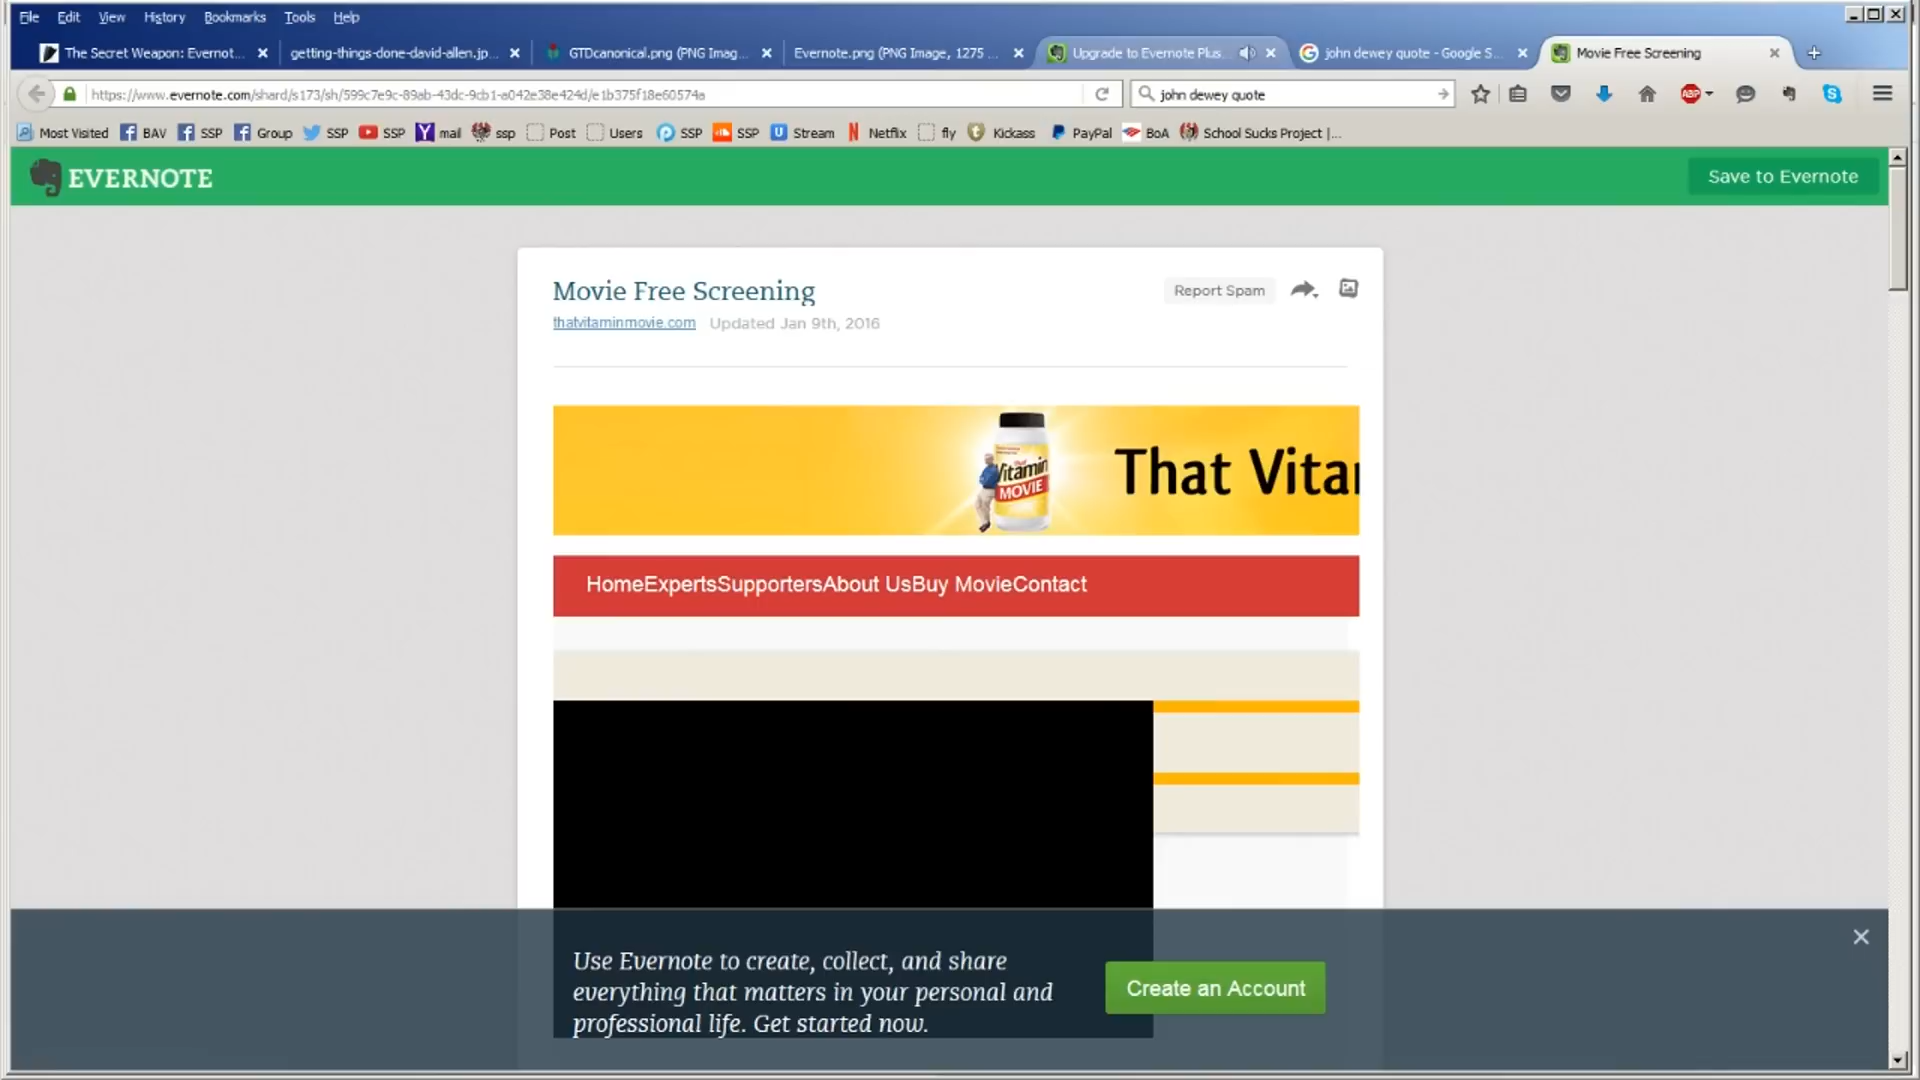 File Edit View History Bookmarks Tools Help
The Secret Weapon: Evernot... getting-things-done-david-allen.jp... GTDcanonical.png (PNG Imag... Evernote.png (PNG Image, 1275 ... Upgrade to Evernote Plus john dewey quote - Google S... Movie Free Screening
https://www.evernote.com/shard/s173/sh/599c7e9c-89ab-43dc-9cb1-a042e38e424d/e1b375f18e60574a john dewey quote ABP
Most Visited BAV SSP Group SSP SSP mail ssp Post Users SSP SSP Stream Netflix fly Kickass PayPal BoA School Sucks Project |...
EVERNOTE Save to Evernote
Movie Free Screening Report Spam
thatvitaminmovie.com Updated Jan 9th, 2016
That Vitamin MOVIE That Vita
HomeExpertsSupportersAbout UsBuy MovieContact
Use Evernote to create, collect, and share
everything that matters in your personal and
professional life. Get started now.
Create an Account